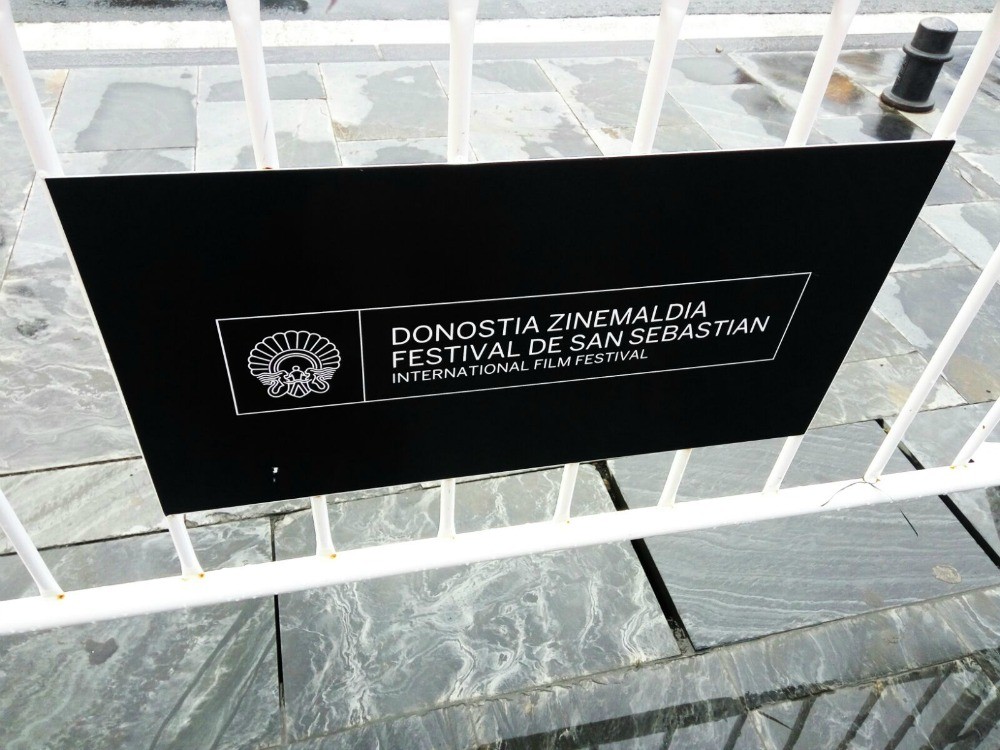 DONOSTIA ZINEMALDIA
FESTIVAL DE SAN SEBASTIAN
INTERNATIONAL FILM FESTIVAL